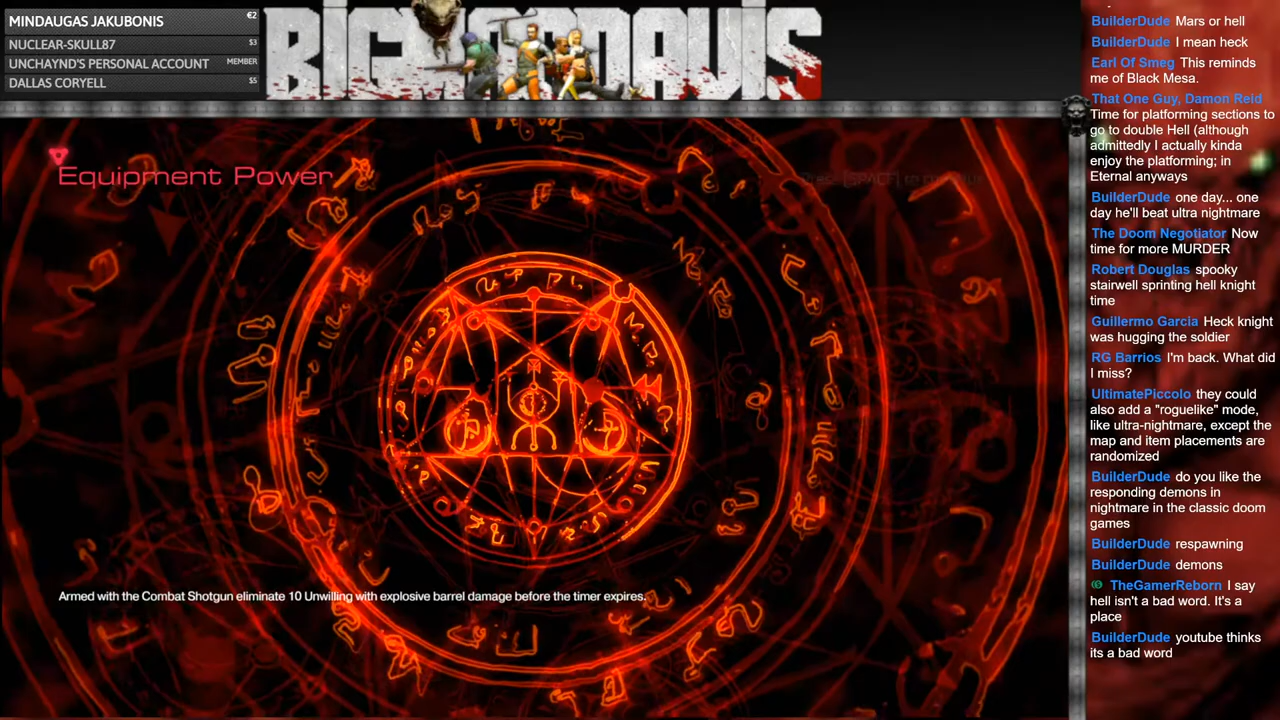 MINDAUGAS JAKUBONIS €2
NUCLEAR-SKULL87 $3
UNCHAYND'S PERSONAL ACCOUNT MEMBER
DALLAS CORYELL $5
Equipment Power
Armed with the Combat Shotgun eliminate 10 Unwilling with explosive barrel damage before the timer expires.
BuilderDude Mars or hell
BuilderDude I mean heck
Earl Of Smeg This reminds
me of Black Mesa.
That One Guy, Damon Reid
Time for platforming sections to
go to double Hell (although
admittedly I actually kinda
enjoy the platforming; in
Eternal anyways
BuilderDude one day... one
day he'll beat ultra nightmare
The Doom Negotiator Now
time for more MURDER
Robert Douglas spooky
stairwell sprinting hell knight
time
Guillermo Garcia Heck knight
was hugging the soldier
RG Barrios I'm back. What did
I miss?
UltimatePiccolo they could
also add a "roguelike" mode,
like ultra-nightmare, except the
map and item placements are
randomized
BuilderDude do you like the
responding demons in
nightmare in the classic doom
games
BuilderDude respawning
BuilderDude demons
TheGamerReborn I say
hell isn't a bad word. It's a
place
BuilderDude youtube thinks
its a bad word